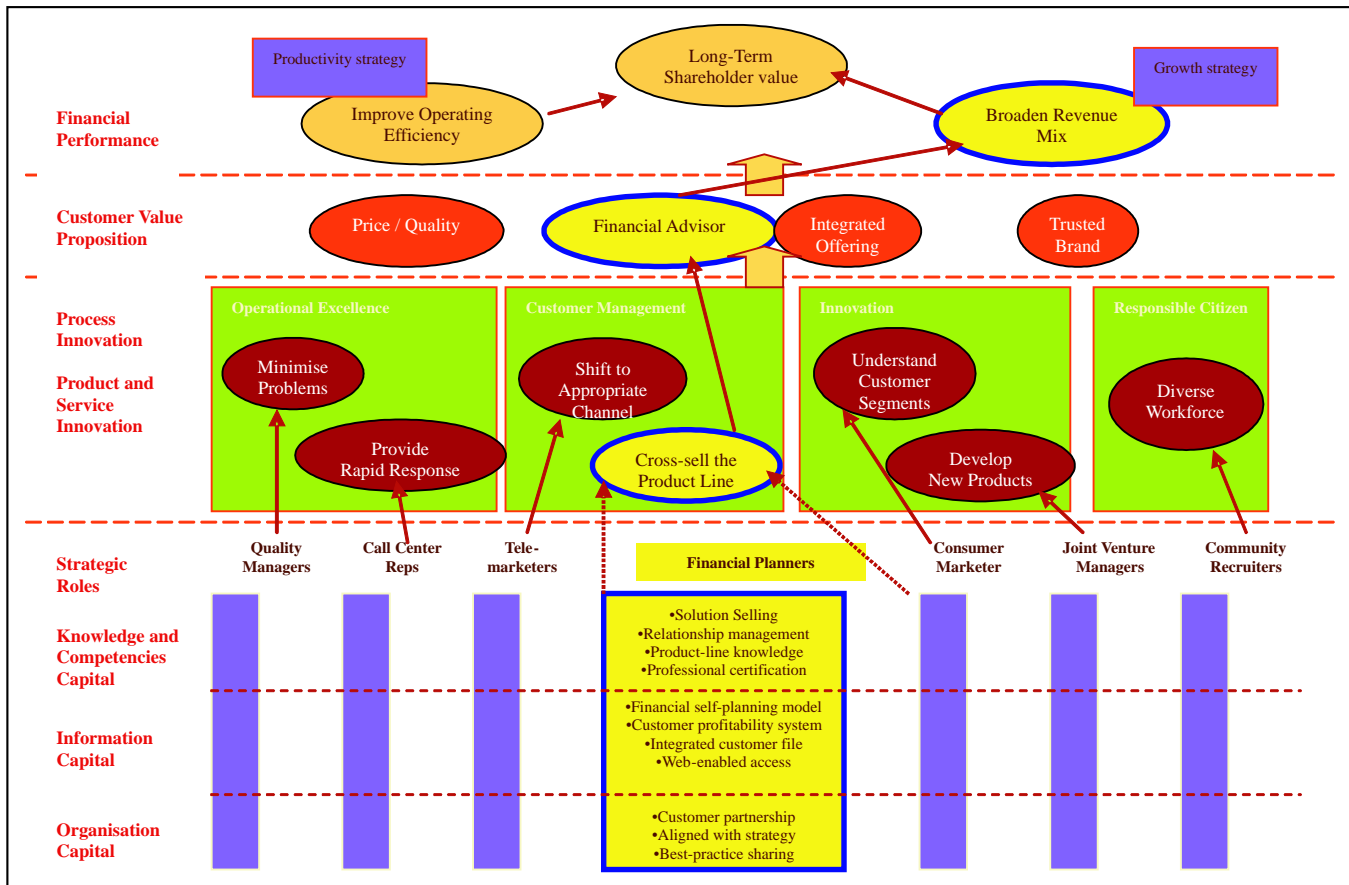 Productivity strategy
Long-Term
Shareholder value
Growth strategy
Financial
Performance
Improve Operating
Efficiency
Broaden Revenue
Mix
Customer Value
Proposition
Price / Quality
Financial Advisor
Integrated
Offering
Trusted
Brand
Process
Innovation
Product and
Service
Innovation
Operational Excellence
Minimise
Problems
Provide
Rapid Response
Customer Management
Shift to
Appropriate
Channel
Cross-sell the
Product Line
Innovation
Understand
Customer
Segments
Develop
New Products
Responsible Citizen
Diverse
Workforce
Strategic
Roles
Quality
Managers
Call Center
Reps
Tele-
marketers
Financial Planners
Consumer
Marketer
Joint Venture
Managers
Community
Recruiters
Knowledge and
Competencies
Capital
•Solution Selling
•Relationship management
•Product-line knowledge
•Professional certification
Information
Capital
•Financial self-planning model
•Customer profitability system
•Integrated customer file
•Web-enabled access
Organisation
Capital
•Customer partnership
•Aligned with strategy
•Best-practice sharing